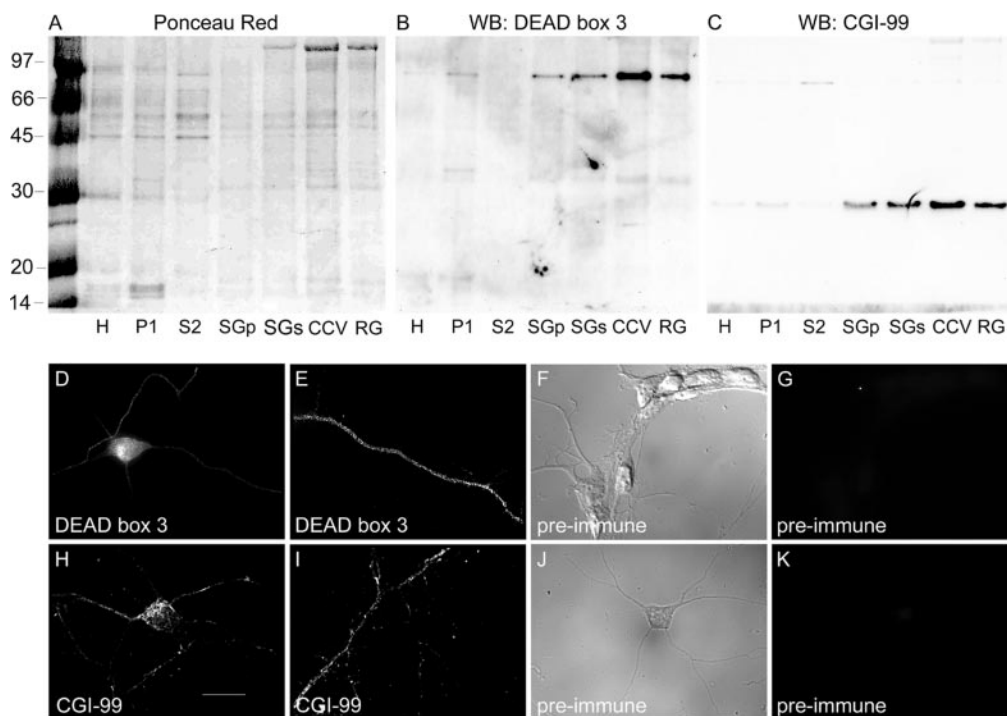 A Ponceau Red
B WB: DEAD box 3
C WB: CGI-99
97
66
45
30
20
14
H P1 S2 SGp SGs CCV RG
H P1 S2 SGp SGs CCV RG
H P1 S2 SGp SGs CCV RG
D
DEAD box 3
E
DEAD box 3
F
pre-immune
G
pre-immune
H
CGI-99
I
CGI-99
J
pre-immune
K
pre-immune